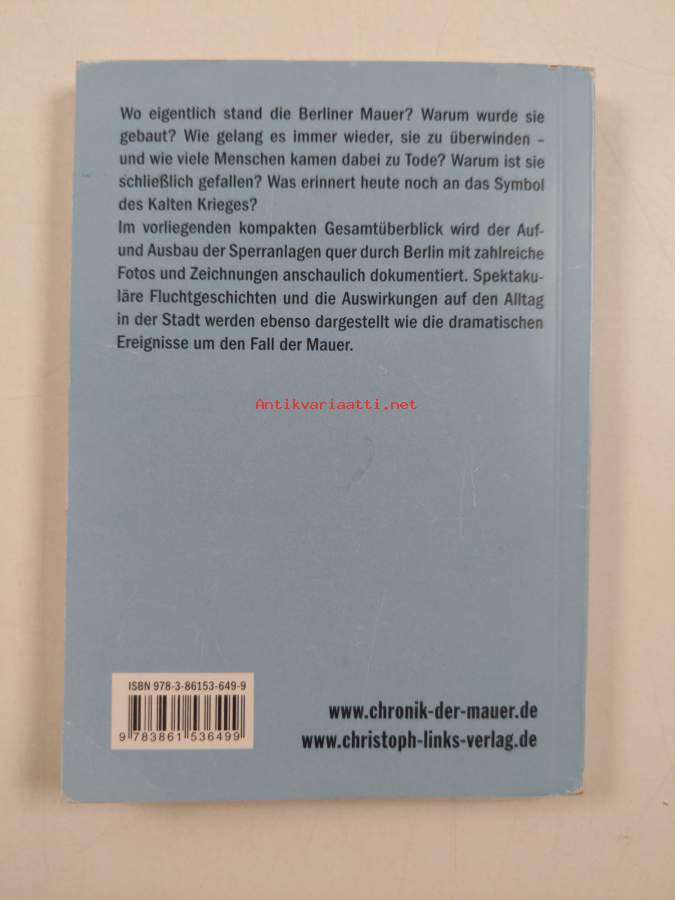 Wo eigentlich stand die Berliner Mauer? Warum wurde sie
gebaut? Wie gelang es immer wieder, sie zu überwinden –
und wie viele Menschen kamen dabei zu Tode? Warum ist sie
schließlich gefallen? Was erinnert heute noch an das Symbol
des Kalten Krieges?
Im vorliegenden kompakten Gesamtüberblick wird der Auf-
und Ausbau der Sperranlagen quer durch Berlin mit zahlreiche
Fotos und Zeichnungen anschaulich dokumentiert. Spektaku-
läre Fluchtgeschichten und die Auswirkungen auf den Alltag
in der Stadt werden ebenso dargestellt wie die dramatischen
Ereignisse um den Fall der Mauer.
Antikvariaatti.net
ISBN 978-3-86153-649-9
9 783861 536499
www.chronik-der-mauer.de
www.christoph-links-verlag.de